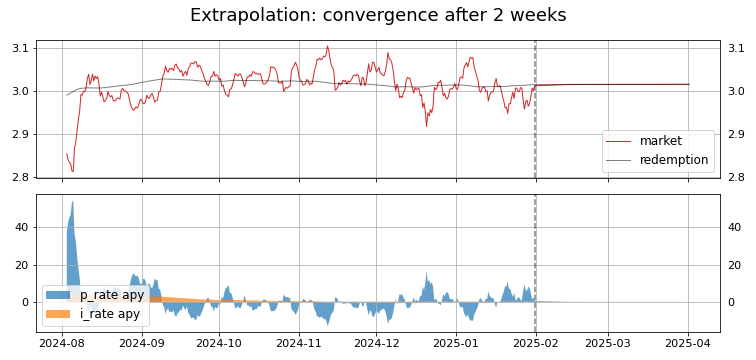 Extrapolation: convergence after 2 weeks
3.1 3.1
3.0 3.0
2.9 2.9
2.8 2.8
market
redemption
40 40
20 20
0 0
p_rate apy
i_rate apy
2024-08 2024-09 2024-10 2024-11 2024-12 2025-01 2025-02 2025-03 2025-04